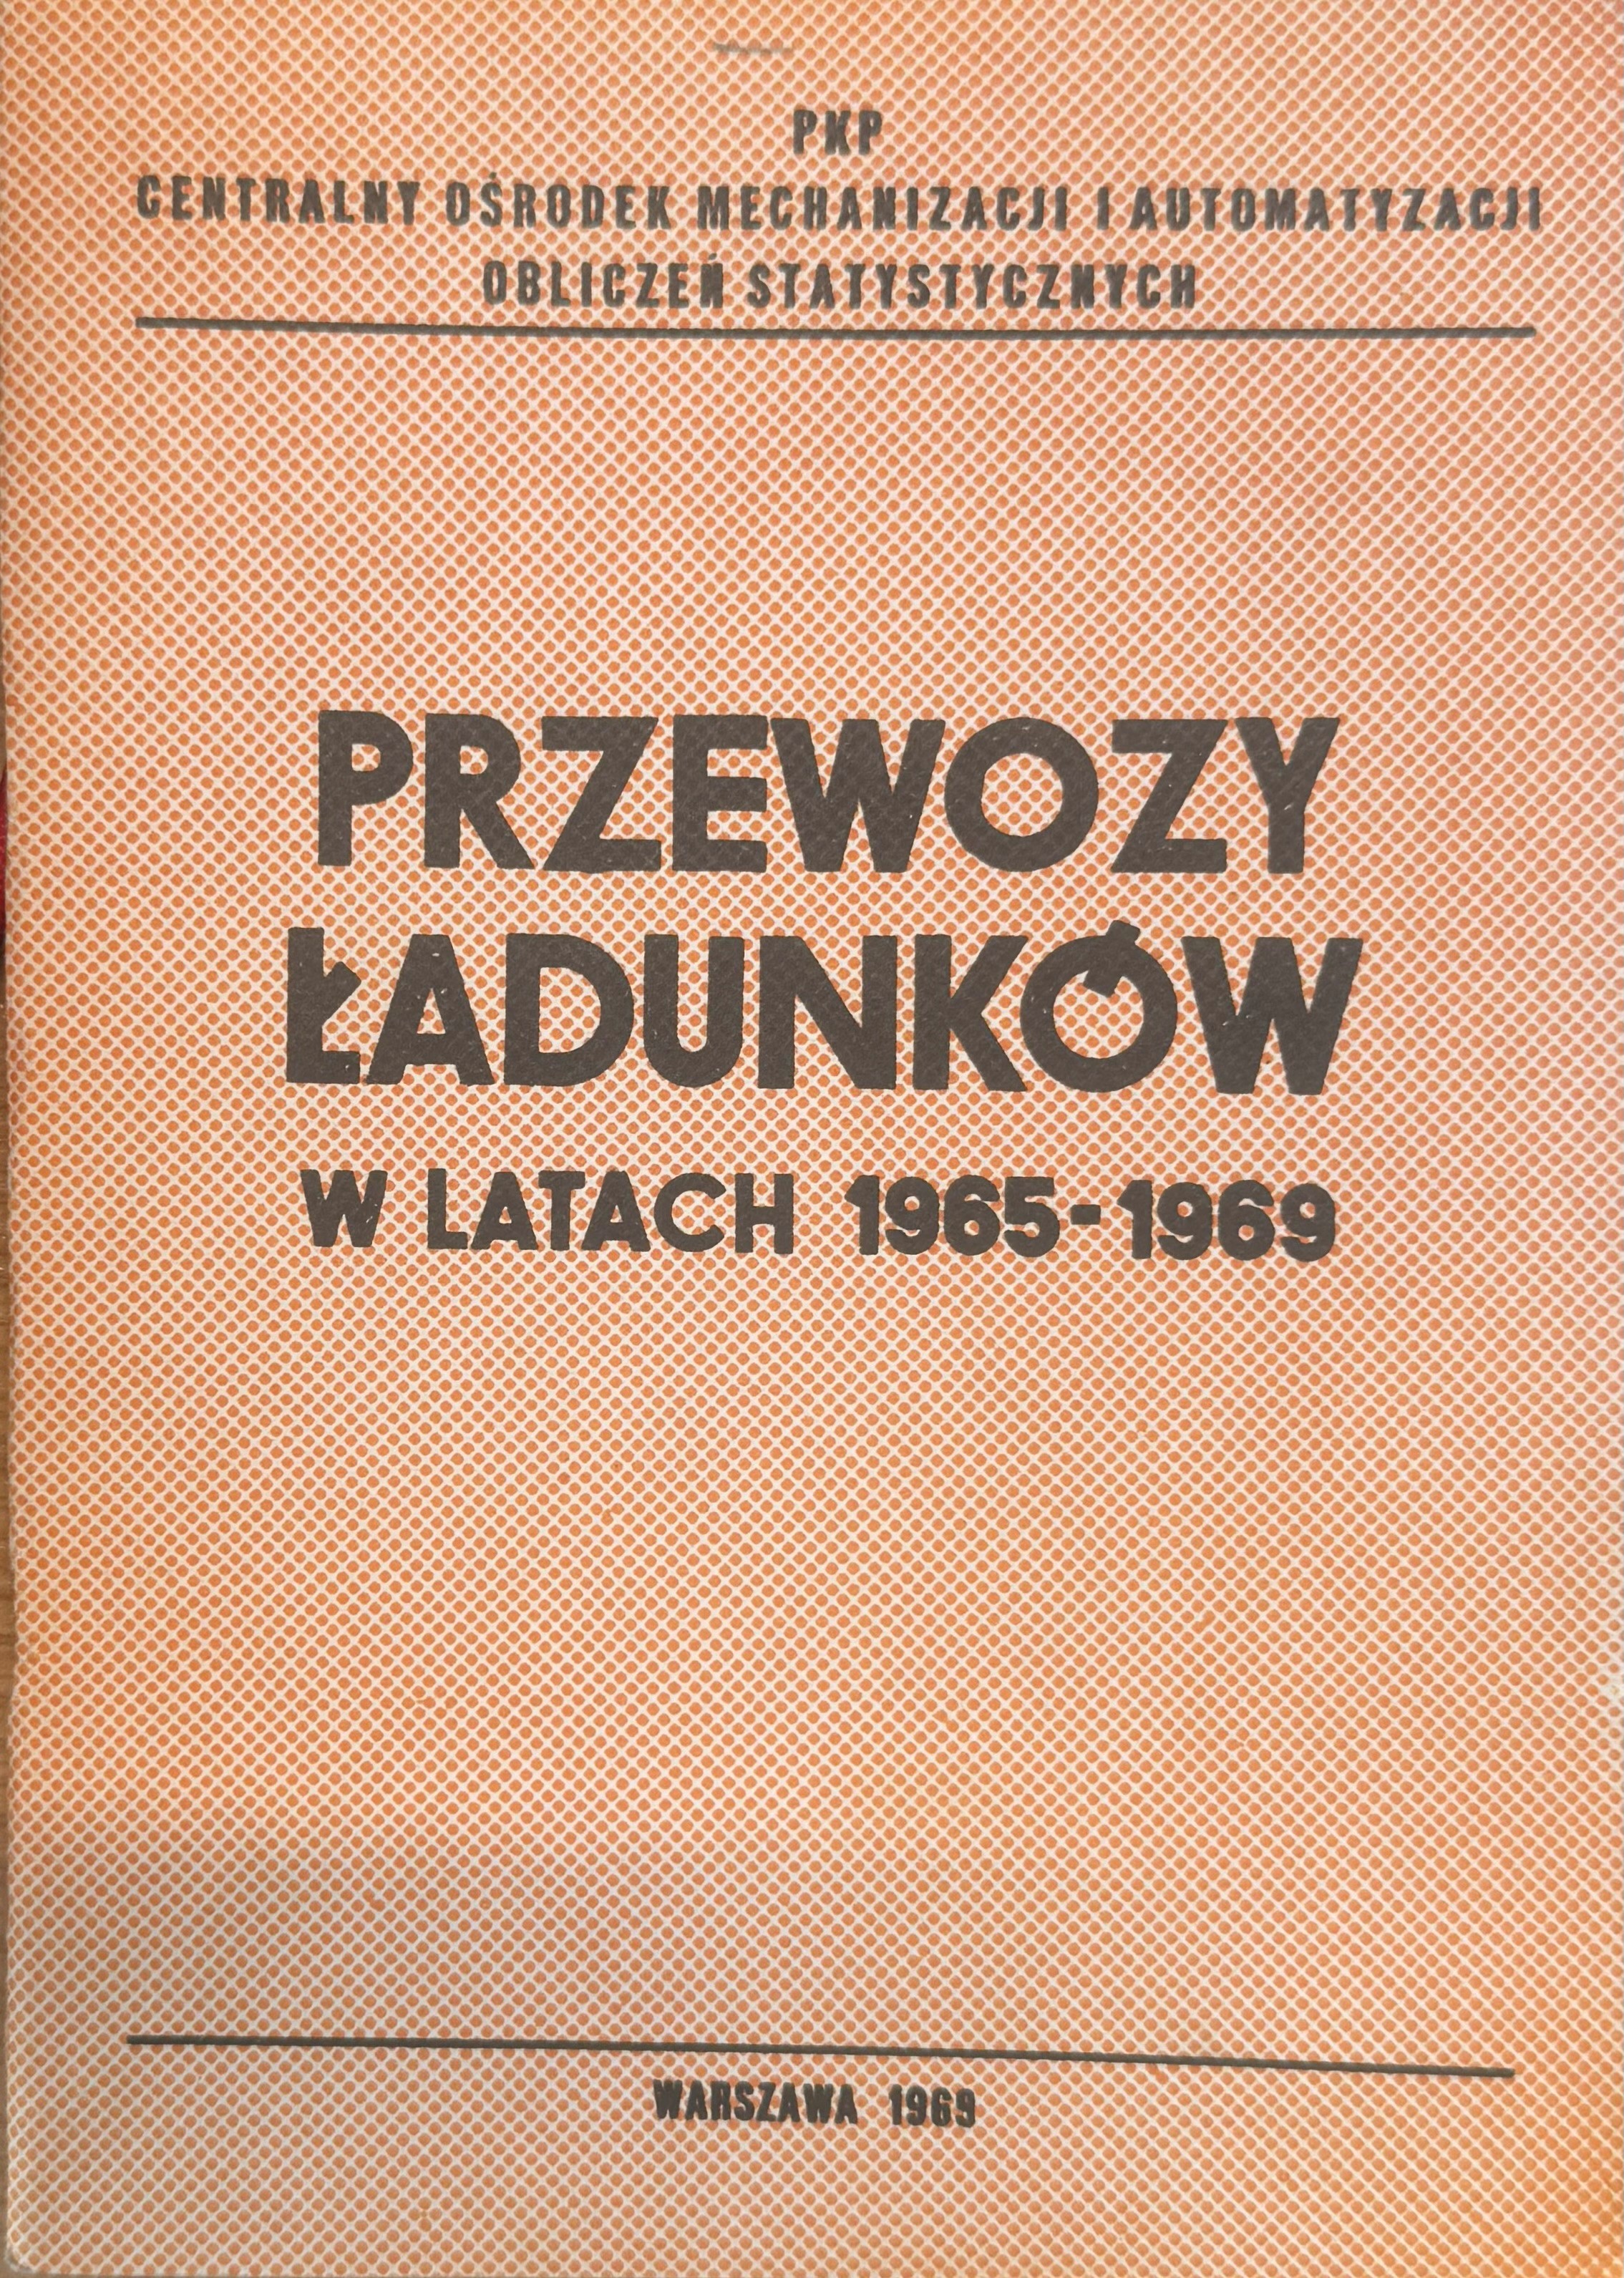 PKP
CENTRALNY OŚRODEK MECHANIZACJI I AUTOMATYZACJI
OBLICZEŃ STATYSTYCZNYCH
PRZEWOZY
ŁADUNKÓW
W LATACH 1965-1969
WARSZAWA 1969